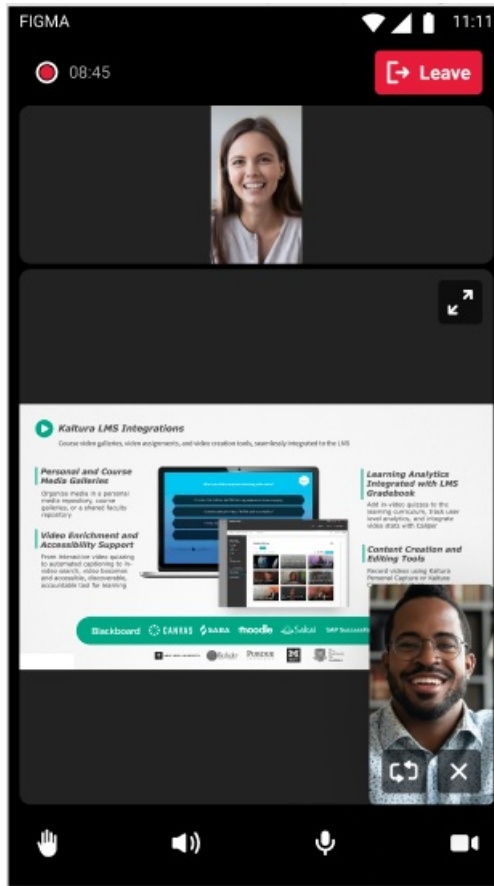 FIGMA
11:11
08:45
Leave
Kaltura LMS Integrations
Course video galleries, video assignments, and video creation tools, seamlessly integrated to the LMS
Personal and Course
Media Galleries
Organize media in a personal
media repository, course
galleries, or a shared faculty
repository
Video Enrichment and
Accessibility Support
From interactive video quizzing
to automated captioning to in-
video search, video becomes
and accessible, discoverable,
accountable tool for learning
Learning Analytics
Integrated with LMS
Gradebook
Add in-video quizzes to the
learning curriculum, track user
level analytics, and integrate
video stats with Caliper
Content Creation and
Editing Tools
Record videos using Kaltura
Personal Capture or Kaltura
Blackboard CANVAS SABA moodle Sakai SAP
PURDUE